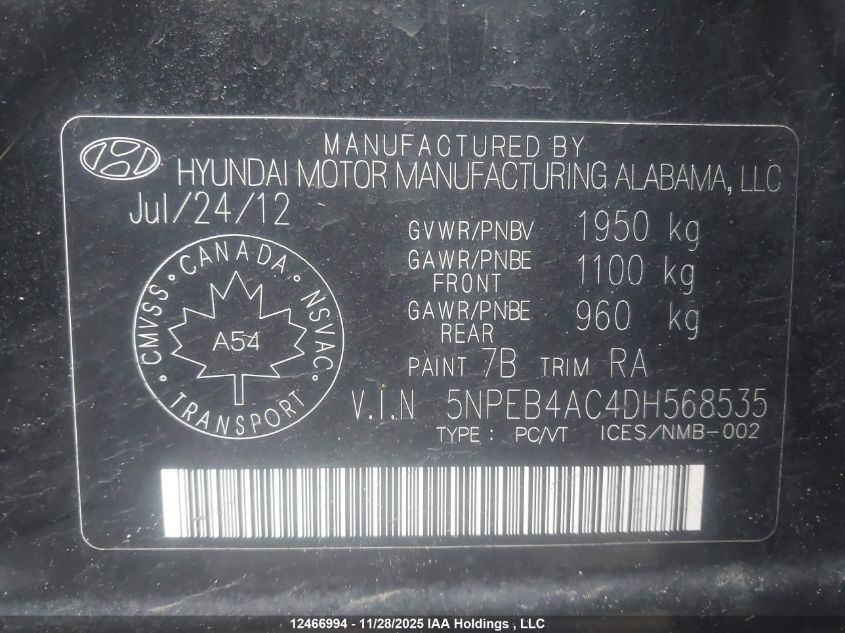 MANUFACTURED BY
HYUNDAI MOTOR MANUFACTURING ALABAMA, LLC
Jul/24/12
GVWR/PNBV 1950 kg
GAWR/PNBE FRONT 1100 kg
GAWR/PNBE REAR 960 kg
PAINT 7B TRIM RA
V.I.N 5NPEB4AC4DH568535
TYPE : PC/VT ICES/NMB-002
CMVSS · CANADA · NSVAC · TRANSPORT ·
A54
12466994 - 11/28/2025 IAA Holdings , LLC